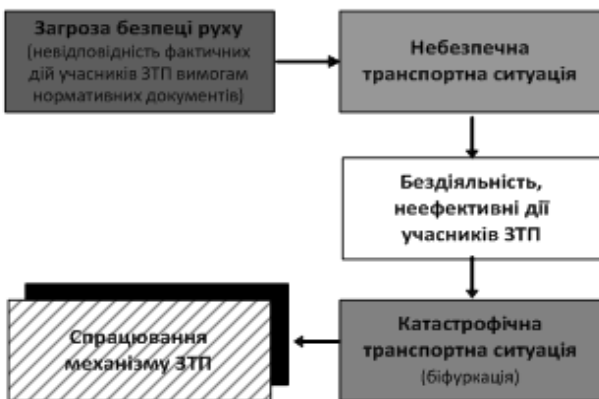 Загроза безпеці руху
(невідповідність фактичних
дій учасників ЗТП вимогам
нормативних документів)
Небезпечна
транспортна ситуація
Бездіяльність,
неефективні дії
учасників ЗТП
Катастрофічна
транспортна ситуація
(біфуркація)
Спрацювання
механізму ЗТП